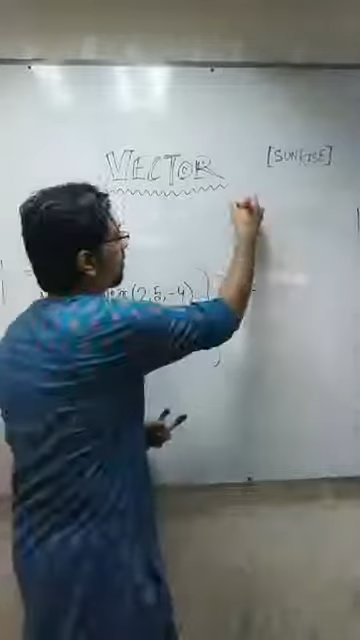 VECTOR
[SUNRISE]
(2, 5, -4)